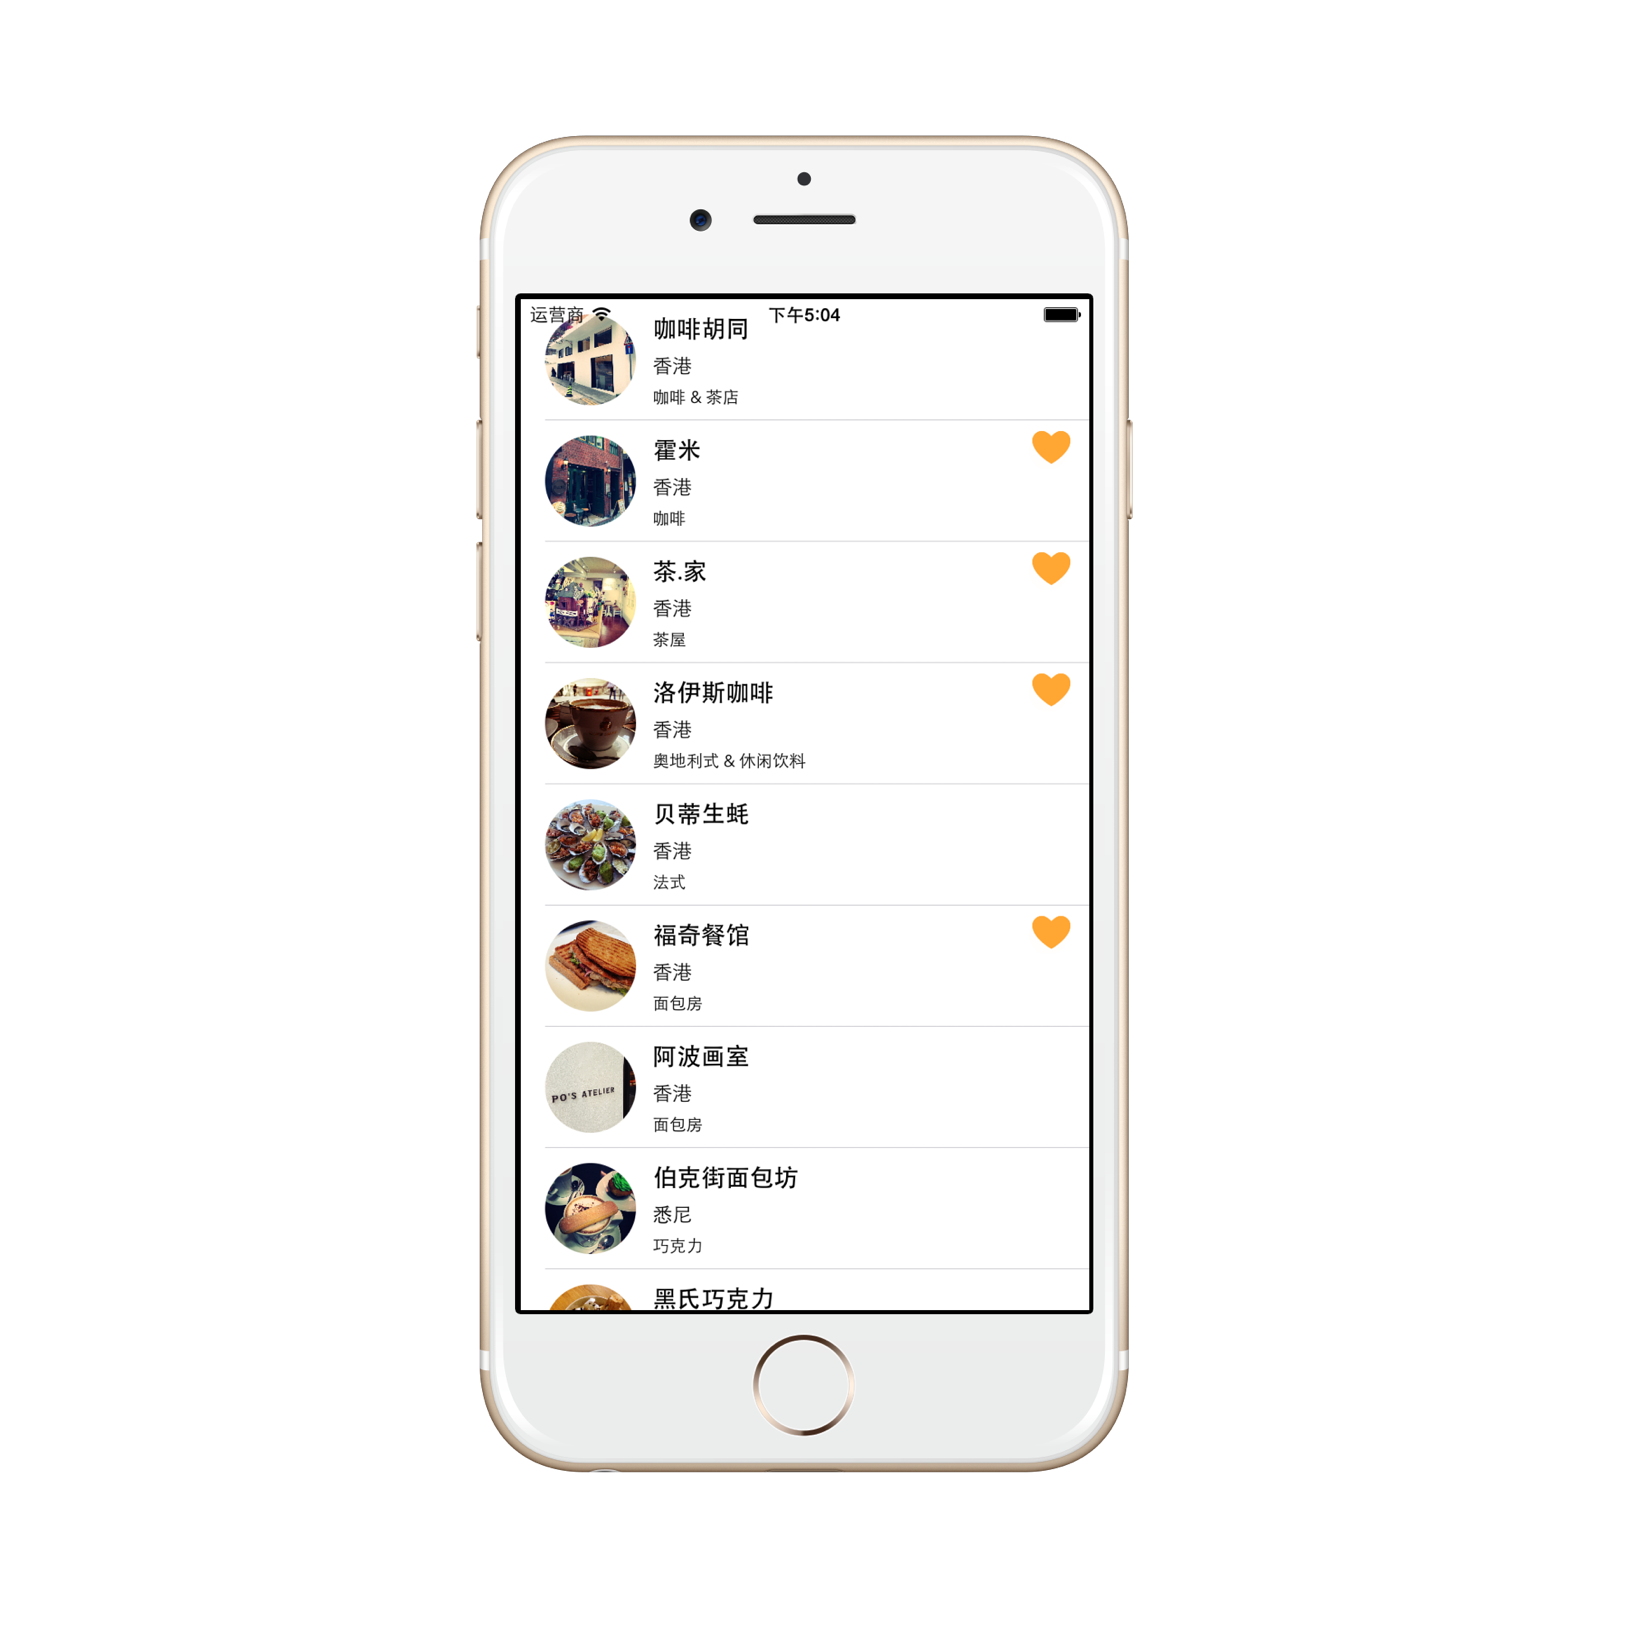 运营商 下午5:04
咖啡胡同
香港
咖啡 & 茶店
霍米
香港
咖啡
茶.家
香港
茶屋
洛伊斯咖啡
香港
奥地利式 & 休闲饮料
贝蒂生蚝
香港
法式
福奇餐馆
香港
面包房
阿波画室
香港
面包房
PO'S ATELIER
伯克街面包坊
悉尼
巧克力
黑氏巧克力